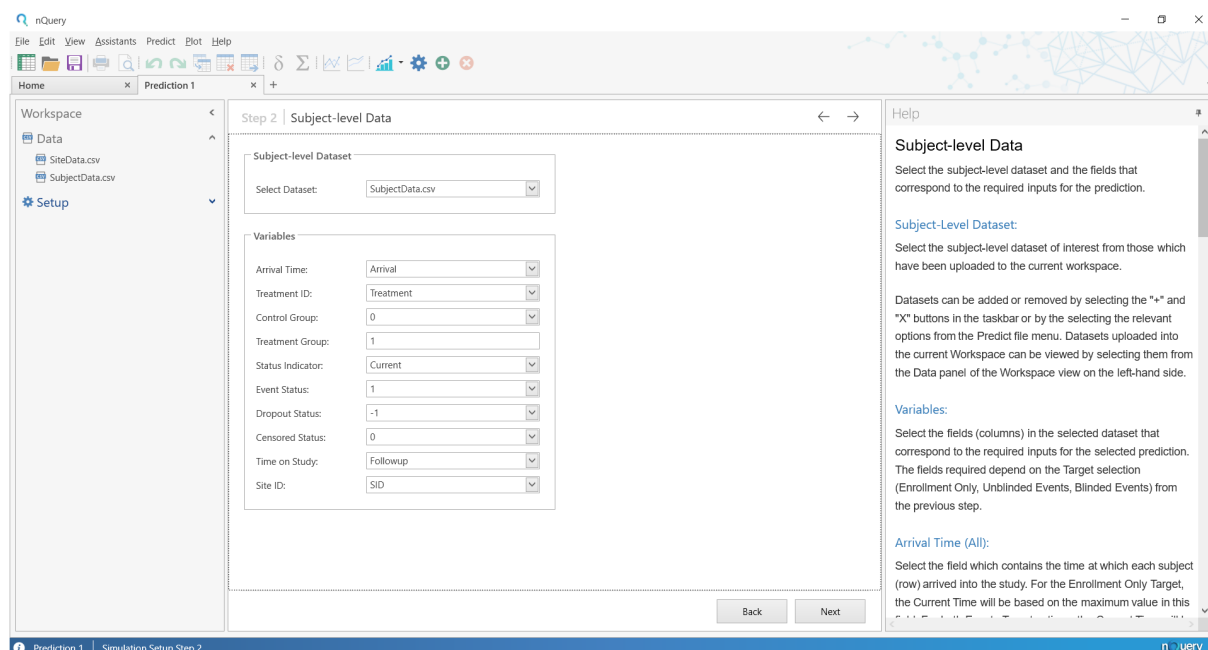 nQuery
File Edit View Assistants Predict Plot Help
Home × Prediction 1 × +
Workspace
Data
SiteData.csv
SubjectData.csv
Setup
Step 2 | Subject-level Data
Subject-level Dataset
Select Dataset: SubjectData.csv
Variables
Arrival Time: Arrival
Treatment ID: Treatment
Control Group: 0
Treatment Group: 1
Status Indicator: Current
Event Status: 1
Dropout Status: -1
Censored Status: 0
Time on Study: Followup
Site ID: SID
Back Next
Help
Subject-level Data
Select the subject-level dataset and the fields that
correspond to the required inputs for the prediction.
Subject-Level Dataset:
Select the subject-level dataset of interest from those which
have been uploaded to the current workspace.
Datasets can be added or removed by selecting the "+" and
"X" buttons in the taskbar or by the selecting the relevant
options from the Predict file menu. Datasets uploaded into
the current Workspace can be viewed by selecting them from
the Data panel of the Workspace view on the left-hand side.
Variables:
Select the fields (columns) in the selected dataset that
correspond to the required inputs for the selected prediction.
The fields required depend on the Target selection
(Enrollment Only, Unblinded Events, Blinded Events) from
the previous step.
Arrival Time (All):
Select the field which contains the time at which each subject
(row) arrived into the study. For the Enrollment Only Target,
the Current Time will be based on the maximum value in this
Prediction 1 | Simulation Setup Step 2
nQuery